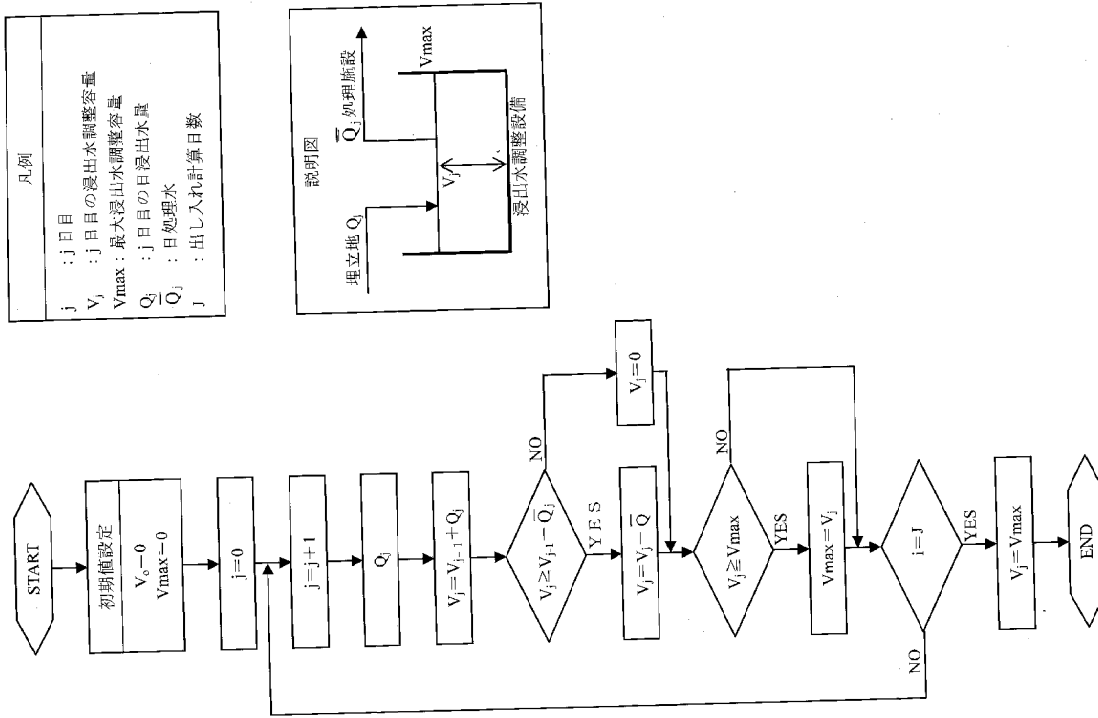 START
初期値設定
V₀=0
Vmax=0
j=0
j=j+1
Qj
Vj=Vj-1+Qj
Vj≧Vj-1-Q̅j
NO
YES
Vj=0
Vj=Vj-Q̅
Vj≧Vmax
NO
YES
Vmax=Vj
i=J
NO
YES
Vj=Vmax
END
凡例
j :j日目
Vj :j日目の浸出水調整容量
Vmax:最大浸出水調整容量
Qj :j日目の日浸出水量
Q̅j :日処理水
J :出し入れ計算日数
説明図
埋立地 Qj
Q̅j 処理施設
Vj
Vmax
浸出水調整設備